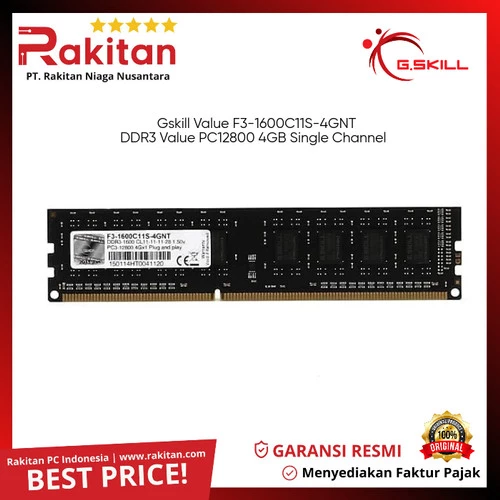 Rakitan
PT. Rakitan Niaga Nusantara
G.SKILL
Gskill Value F3-1600C11S-4GNT
DDR3 Value PC12800 4GB Single Channel
F3-1600C11S-4GNT
DDR3-1600 CL11-11-11-28 1.50v
PC3-12800 4Gx1 Plug and play
150114HT0041120
100%
ORIGINAL
Rakitan PC Indonesia | www.rakitan.com
BEST PRICE!
GARANSI RESMI
Menyediakan Faktur Pajak